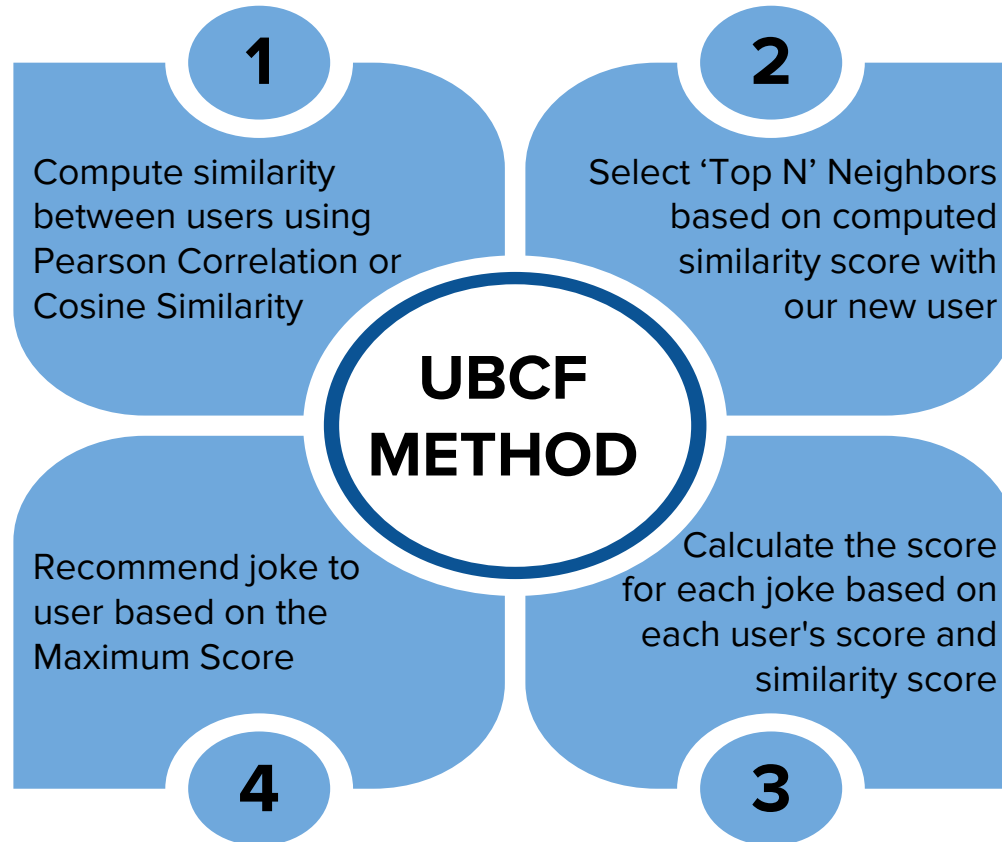 1
Compute similarity
between users using
Pearson Correlation or
Cosine Similarity
2
Select ‘Top N’ Neighbors
based on computed
similarity score with
our new user
UBCF
METHOD
Calculate the score
for each joke based on
each user's score and
similarity score
3
Recommend joke to
user based on the
Maximum Score
4